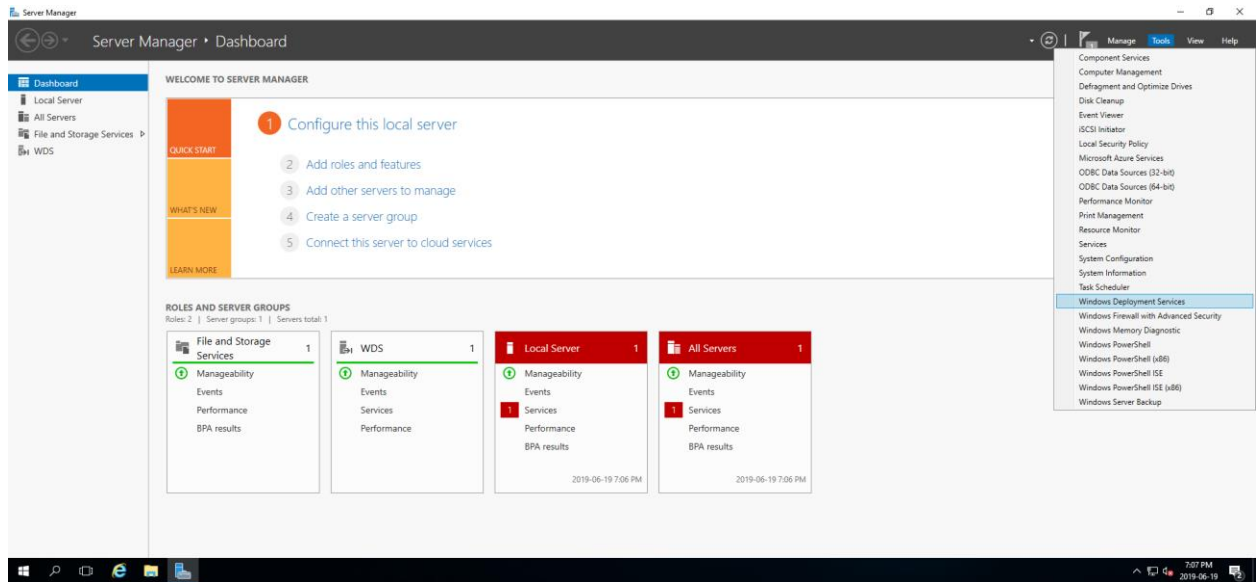 Server Manager
Server Manager • Dashboard
Manage Tools View Help
Dashboard
Local Server
All Servers
File and Storage Services
WDS
WELCOME TO SERVER MANAGER
QUICK START
WHAT'S NEW
LEARN MORE
1 Configure this local server
2 Add roles and features
3 Add other servers to manage
4 Create a server group
5 Connect this server to cloud services
ROLES AND SERVER GROUPS
Roles: 2 | Server groups: 1 | Servers total: 1
File and Storage
Services
1
Manageability
Events
Performance
BPA results
WDS 1
Manageability
Events
Services
Performance
Local Server 1
Manageability
Events
1 Services
Performance
BPA results
2019-06-19 7:06 PM
All Servers 1
Manageability
Events
1 Services
Performance
BPA results
2019-06-19 7:06 PM
Component Services
Computer Management
Defragment and Optimize Drives
Disk Cleanup
Event Viewer
iSCSI Initiator
Local Security Policy
Microsoft Azure Services
ODBC Data Sources (32-bit)
ODBC Data Sources (64-bit)
Performance Monitor
Print Management
Resource Monitor
Services
System Configuration
System Information
Task Scheduler
Windows Deployment Services
Windows Firewall with Advanced Security
Windows Memory Diagnostic
Windows PowerShell
Windows PowerShell (x86)
Windows PowerShell ISE
Windows PowerShell ISE (x86)
Windows Server Backup
7:07 PM
2019-06-19